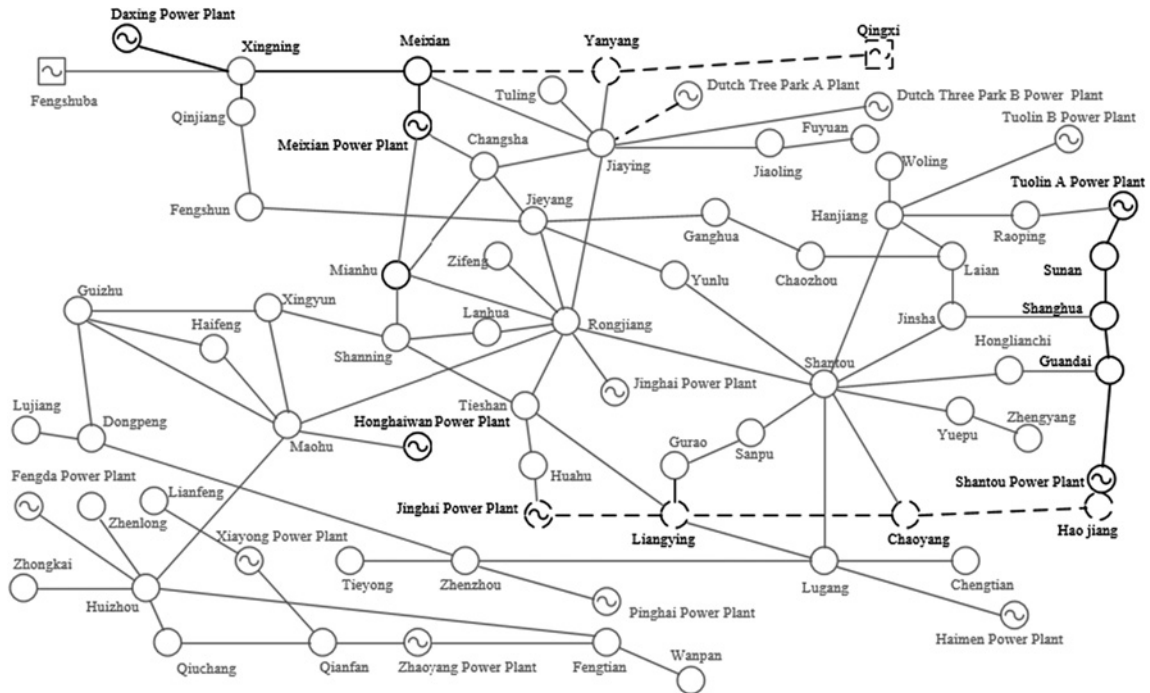 Daxing Power Plant
Xingning
Meixian
Yanyang
Qingxi
Fengshuba
Qinjiang
Tuling
Dutch Tree Park A Plant
Dutch Three Park B Power Plant
Meixian Power Plant
Changsha
Jiaying
Jiaoling
Fuyuan
Tuolin B Power Plant
Woling
Tuolin A Power Plant
Fengshun
Jieyang
Ganghua
Hanjiang
Raoping
Mianhu
Zifeng
Yunlu
Chaozhou
Laian
Sunan
Guizhu
Xingyun
Haifeng
Lanhua
Shanning
Rongjiang
Jinsha
Shanghua
Shantou
Honglianchi
Guandai
Jinghai Power Plant
Lujiang
Dongpeng
Maohu
Tieshan
Honghaiwan Power Plant
Gurao
Sanpu
Yuepu
Zhengyang
Fengda Power Plant
Lianfeng
Zhenlong
Huahu
Shantou Power Plant
Jinghai Power Plant
Liangying
Chaoyang
Hao jiang
Xiayong Power Plant
Zhongkai
Huizhou
Tieyong
Zhenzhou
Lugang
Chengtian
Pinghai Power Plant
Haimen Power Plant
Qiuchang
Qianfan
Zhaoyang Power Plant
Fengtian
Wanpan